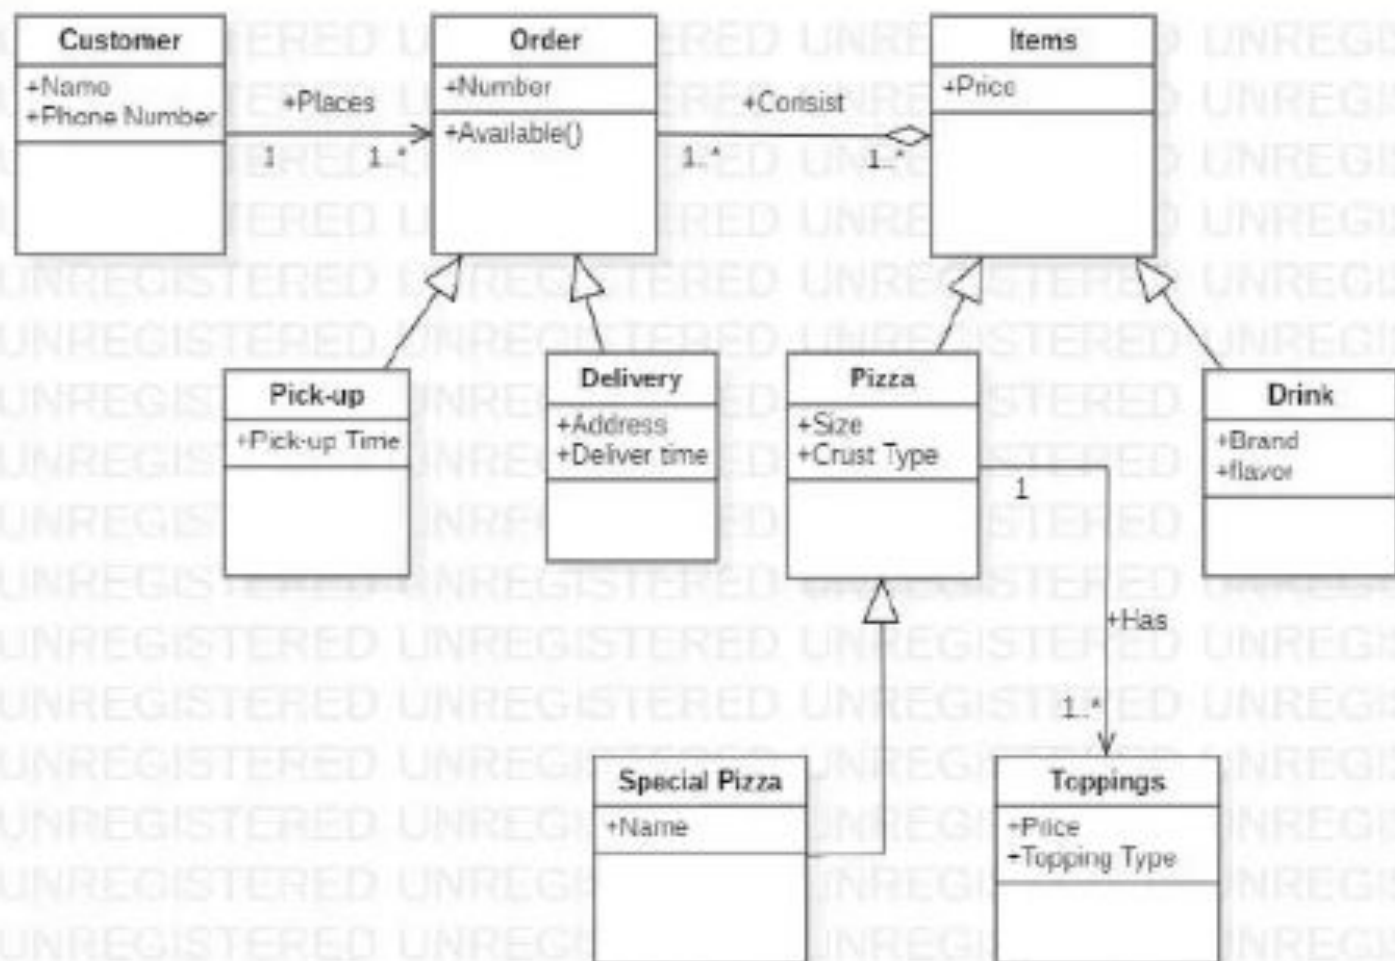 Customer
+Name
+Phone Number
+Places
1
1..*
Order
+Number
+Available()
+Consist
1..*
1..*
Items
+Price
Pick-up
+Pick-up Time
Delivery
+Address
+Deliver time
Pizza
+Size
+Crust Type
1
Drink
+Brand
+flavor
+Has
1..*
Special Pizza
+Name
Toppings
+Price
+Topping Type
UNREGISTERED